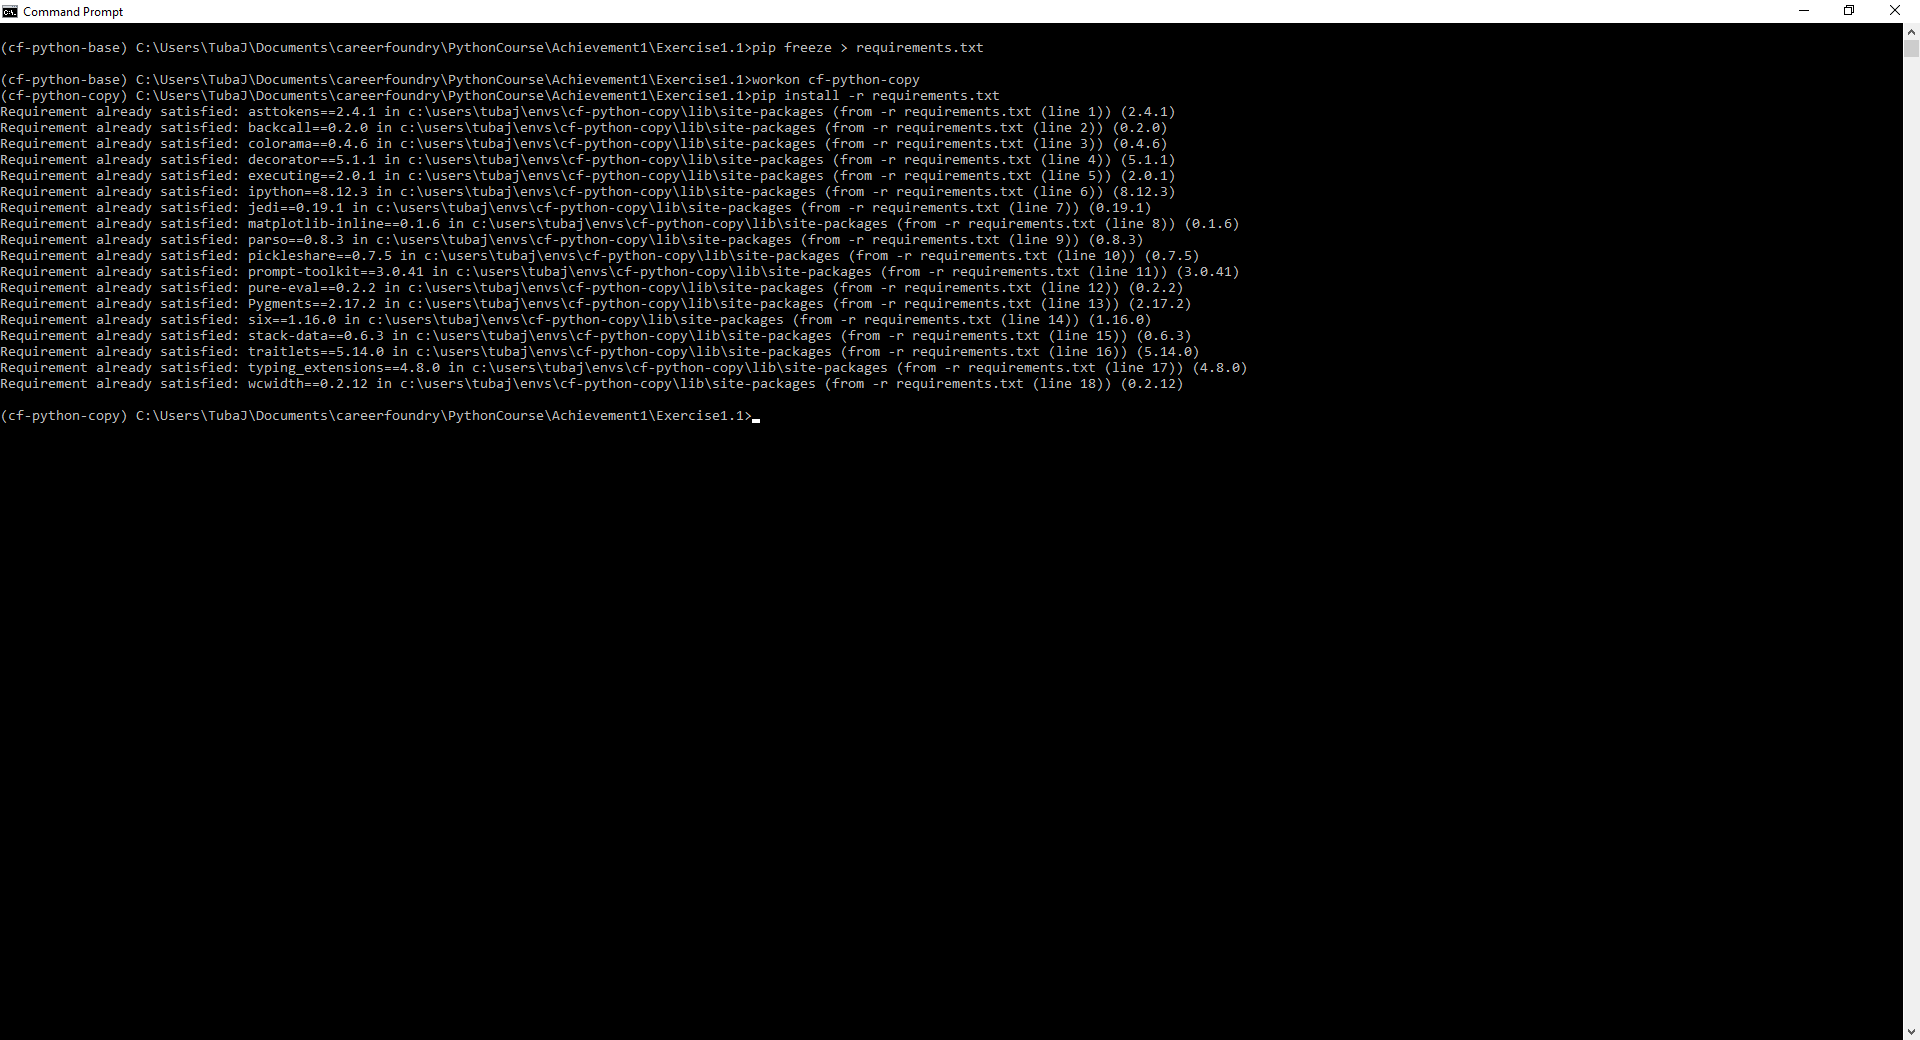 Command Prompt
(cf-python-base) C:\Users\TubaJ\Documents\careerfoundry\PythonCourse\Achievement1\Exercise1.1>pip freeze > requirements.txt
(cf-python-base) C:\Users\TubaJ\Documents\careerfoundry\PythonCourse\Achievement1\Exercise1.1>workon cf-python-copy
(cf-python-copy) C:\Users\TubaJ\Documents\careerfoundry\PythonCourse\Achievement1\Exercise1.1>pip install -r requirements.txt
Requirement already satisfied: asttokens==2.4.1 in c:\users\tubaj\envs\cf-python-copy\lib\site-packages (from -r requirements.txt (line 1)) (2.4.1)
Requirement already satisfied: backcall==0.2.0 in c:\users\tubaj\envs\cf-python-copy\lib\site-packages (from -r requirements.txt (line 2)) (0.2.0)
Requirement already satisfied: colorama==0.4.6 in c:\users\tubaj\envs\cf-python-copy\lib\site-packages (from -r requirements.txt (line 3)) (0.4.6)
Requirement already satisfied: decorator==5.1.1 in c:\users\tubaj\envs\cf-python-copy\lib\site-packages (from -r requirements.txt (line 4)) (5.1.1)
Requirement already satisfied: executing==2.0.1 in c:\users\tubaj\envs\cf-python-copy\lib\site-packages (from -r requirements.txt (line 5)) (2.0.1)
Requirement already satisfied: ipython==8.12.3 in c:\users\tubaj\envs\cf-python-copy\lib\site-packages (from -r requirements.txt (line 6)) (8.12.3)
Requirement already satisfied: jedi==0.19.1 in c:\users\tubaj\envs\cf-python-copy\lib\site-packages (from -r requirements.txt (line 7)) (0.19.1)
Requirement already satisfied: matplotlib-inline==0.1.6 in c:\users\tubaj\envs\cf-python-copy\lib\site-packages (from -r requirements.txt (line 8)) (0.1.6)
Requirement already satisfied: parso==0.8.3 in c:\users\tubaj\envs\cf-python-copy\lib\site-packages (from -r requirements.txt (line 9)) (0.8.3)
Requirement already satisfied: pickleshare==0.7.5 in c:\users\tubaj\envs\cf-python-copy\lib\site-packages (from -r requirements.txt (line 10)) (0.7.5)
Requirement already satisfied: prompt-toolkit==3.0.41 in c:\users\tubaj\envs\cf-python-copy\lib\site-packages (from -r requirements.txt (line 11)) (3.0.41)
Requirement already satisfied: pure-eval==0.2.2 in c:\users\tubaj\envs\cf-python-copy\lib\site-packages (from -r requirements.txt (line 12)) (0.2.2)
Requirement already satisfied: Pygments==2.17.2 in c:\users\tubaj\envs\cf-python-copy\lib\site-packages (from -r requirements.txt (line 13)) (2.17.2)
Requirement already satisfied: six==1.16.0 in c:\users\tubaj\envs\cf-python-copy\lib\site-packages (from -r requirements.txt (line 14)) (1.16.0)
Requirement already satisfied: stack-data==0.6.3 in c:\users\tubaj\envs\cf-python-copy\lib\site-packages (from -r requirements.txt (line 15)) (0.6.3)
Requirement already satisfied: traitlets==5.14.0 in c:\users\tubaj\envs\cf-python-copy\lib\site-packages (from -r requirements.txt (line 16)) (5.14.0)
Requirement already satisfied: typing_extensions==4.8.0 in c:\users\tubaj\envs\cf-python-copy\lib\site-packages (from -r requirements.txt (line 17)) (4.8.0)
Requirement already satisfied: wcwidth==0.2.12 in c:\users\tubaj\envs\cf-python-copy\lib\site-packages (from -r requirements.txt (line 18)) (0.2.12)
(cf-python-copy) C:\Users\TubaJ\Documents\careerfoundry\PythonCourse\Achievement1\Exercise1.1>